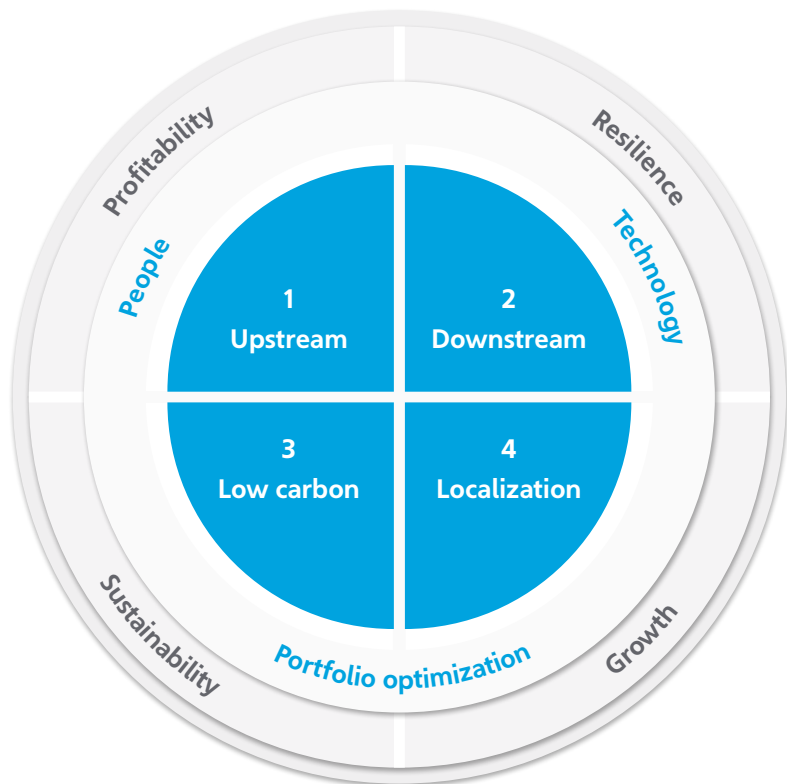 Profitability
Resilience
People
Technology
1
Upstream
2
Downstream
3
Low carbon
4
Localization
Sustainability
Portfolio optimization
Growth